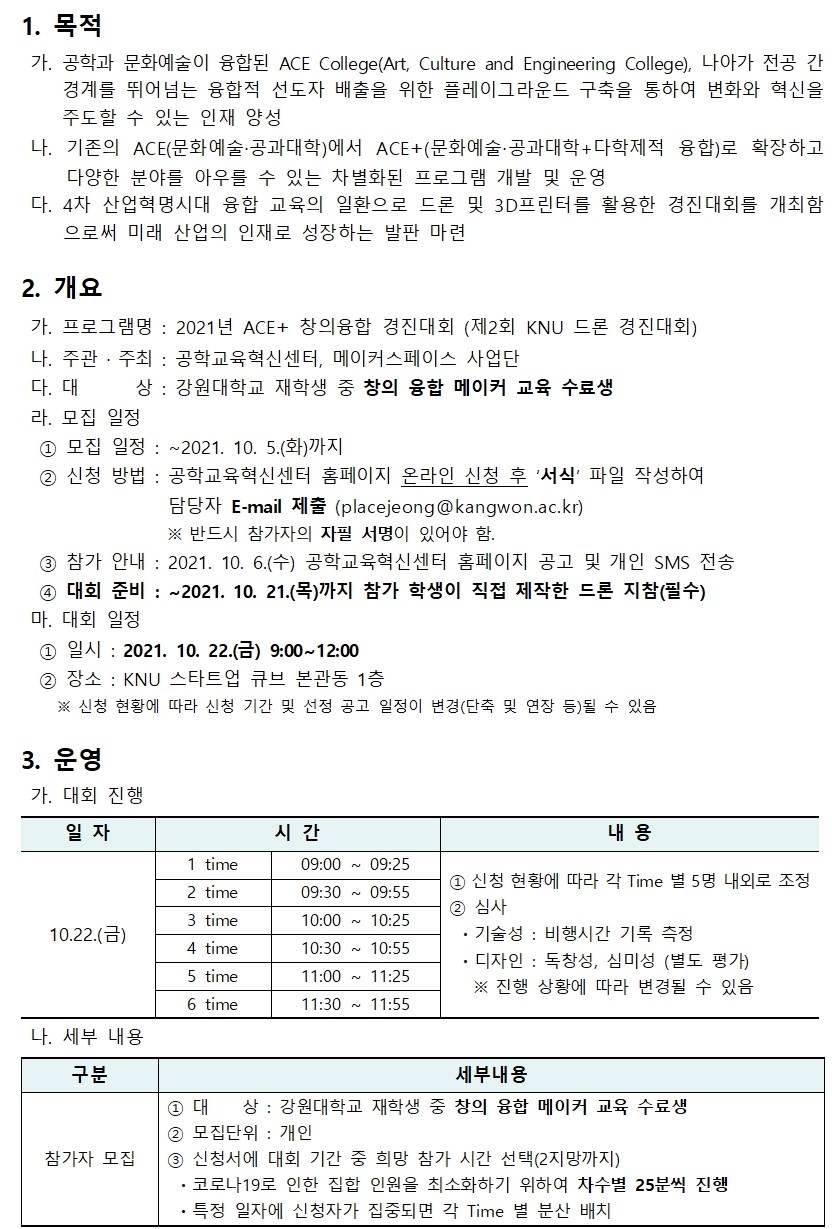 1. 목적
가. 공학과 문화예술이 융합된 ACE College(Art, Culture and Engineering College), 나아가 전공 간
경계를 뛰어넘는 융합적 선도자 배출을 위한 플레이그라운드 구축을 통하여 변화와 혁신을
주도할 수 있는 인재 양성
나. 기존의 ACE(문화예술·공과대학)에서 ACE+(문화예술·공과대학+다학제적 융합)로 확장하고
다양한 분야를 아우를 수 있는 차별화된 프로그램 개발 및 운영
다. 4차 산업혁명시대 융합 교육의 일환으로 드론 및 3D프린터를 활용한 경진대회를 개최함
으로써 미래 산업의 인재로 성장하는 발판 마련
2. 개요
가. 프로그램명 : 2021년 ACE+ 창의융합 경진대회 (제2회 KNU 드론 경진대회)
나. 주관 · 주최 : 공학교육혁신센터, 메이커스페이스 사업단
다. 대 상 : 강원대학교 재학생 중 창의 융합 메이커 교육 수료생
라. 모집 일정
① 모집 일정 : ~2021. 10. 5.(화)까지
② 신청 방법 : 공학교육혁신센터 홈페이지 온라인 신청 후 '서식' 파일 작성하여
담당자 E-mail 제출 (placejeong@kangwon.ac.kr)
※ 반드시 참가자의 자필 서명이 있어야 함.
③ 참가 안내 : 2021. 10. 6.(수) 공학교육혁신센터 홈페이지 공고 및 개인 SMS 전송
④ 대회 준비 : ~2021. 10. 21.(목)까지 참가 학생이 직접 제작한 드론 지참(필수)
마. 대회 일정
① 일시 : 2021. 10. 22.(금) 9:00~12:00
② 장소 : KNU 스타트업 큐브 본관동 1층
※ 신청 현황에 따라 신청 기간 및 선정 공고 일정이 변경(단축 및 연장 등)될 수 있음
3. 운영
가. 대회 진행
일 자 시 간 내 용
10.22.(금)
1 time 09:00 ~ 09:25
2 time 09:30 ~ 09:55
3 time 10:00 ~ 10:25
4 time 10:30 ~ 10:55
5 time 11:00 ~ 11:25
6 time 11:30 ~ 11:55
① 신청 현황에 따라 각 Time 별 5명 내외로 조정
② 심사
・기술성 : 비행시간 기록 측정
・디자인 : 독창성, 심미성 (별도 평가)
※ 진행 상황에 따라 변경될 수 있음
나. 세부 내용
구분 세부내용
참가자 모집
① 대 상 : 강원대학교 재학생 중 창의 융합 메이커 교육 수료생
② 모집단위 : 개인
③ 신청서에 대회 기간 중 희망 참가 시간 선택(2지망까지)
・코로나19로 인한 집합 인원을 최소화하기 위하여 차수별 25분씩 진행
・특정 일자에 신청자가 집중되면 각 Time 별 분산 배치